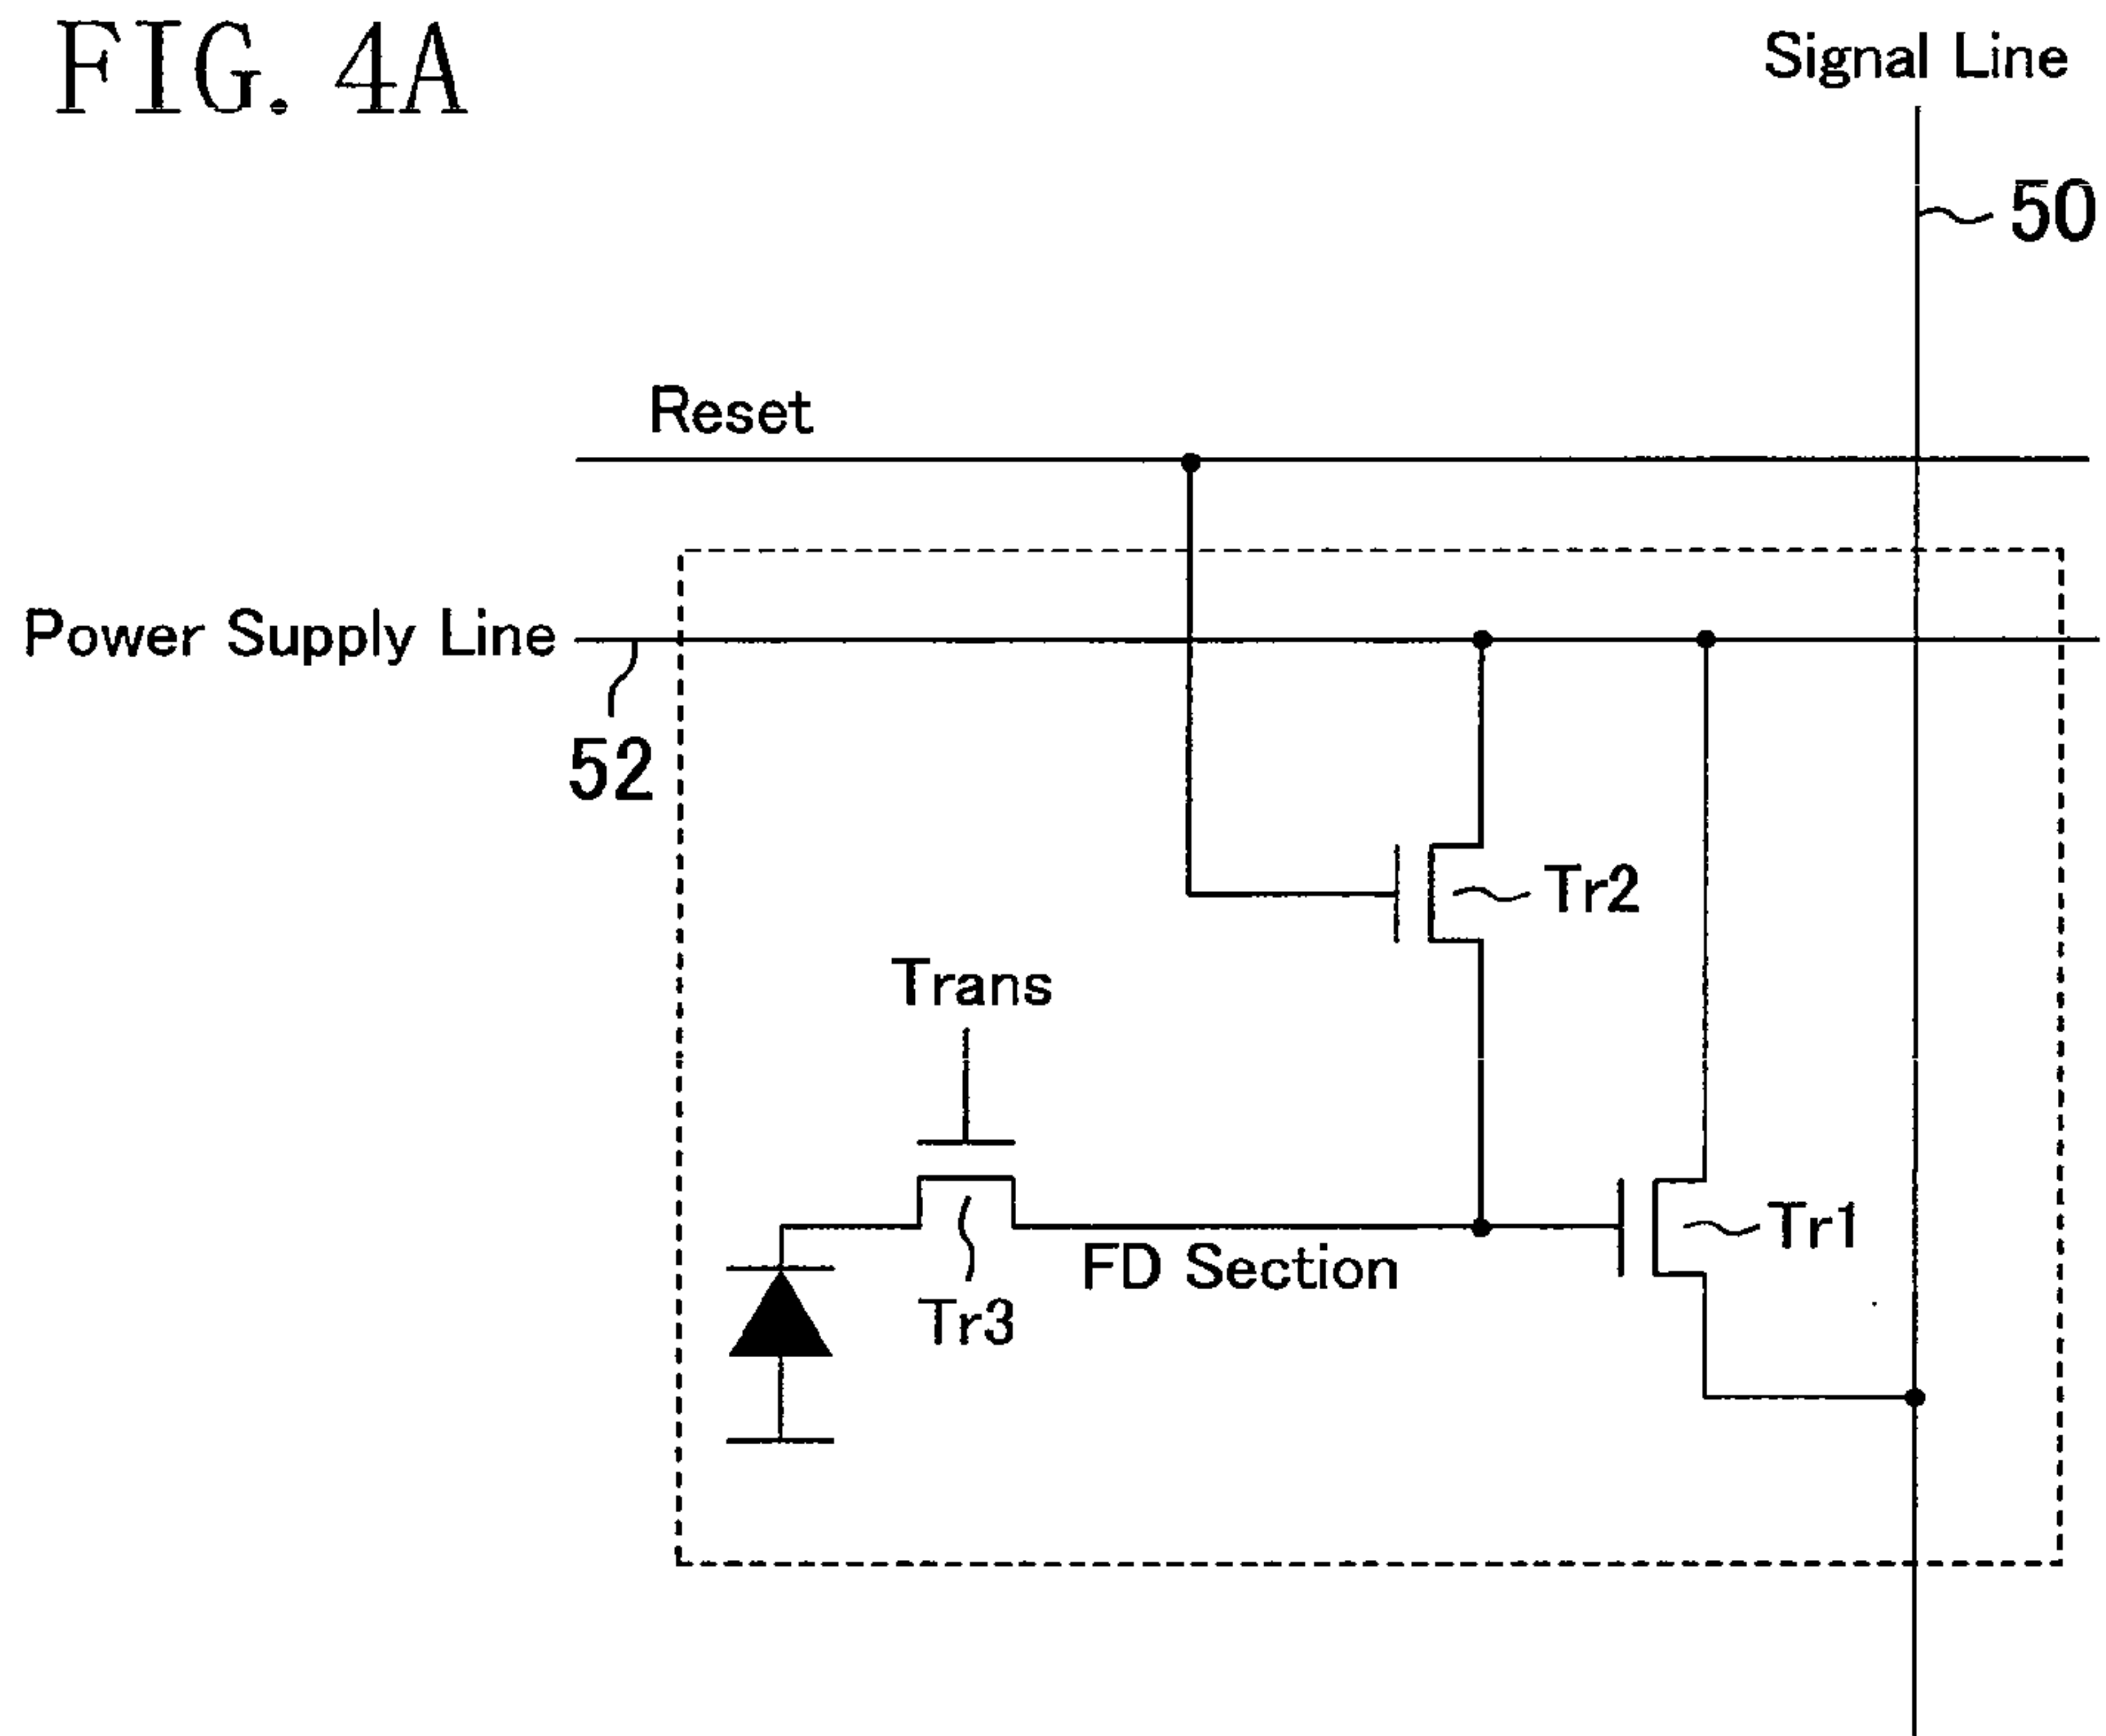 FIG. 4A
Signal Line
50
Reset
Power Supply Line
52
Tr2
Trans
Tr1
FD Section
Tr3